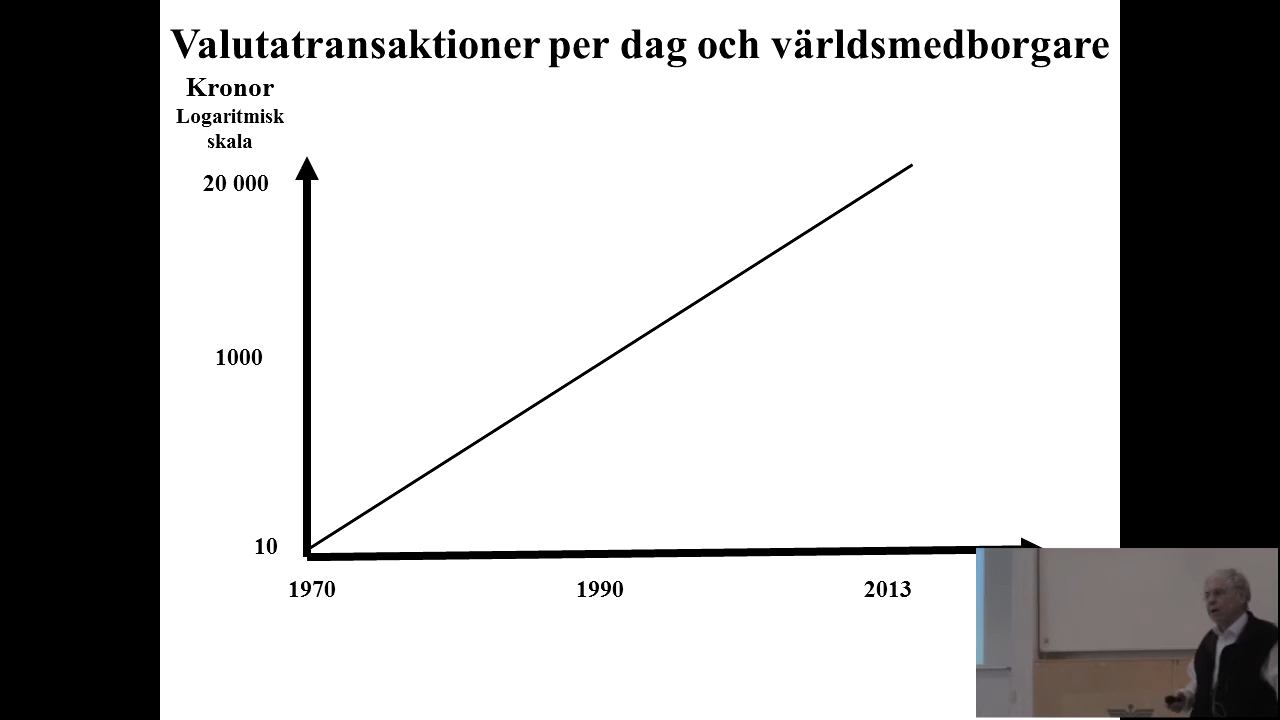 Valutatransaktioner per dag och världsmedborgare
Kronor
Logaritmisk
skala
20 000
1000
10
1970 1990 2013